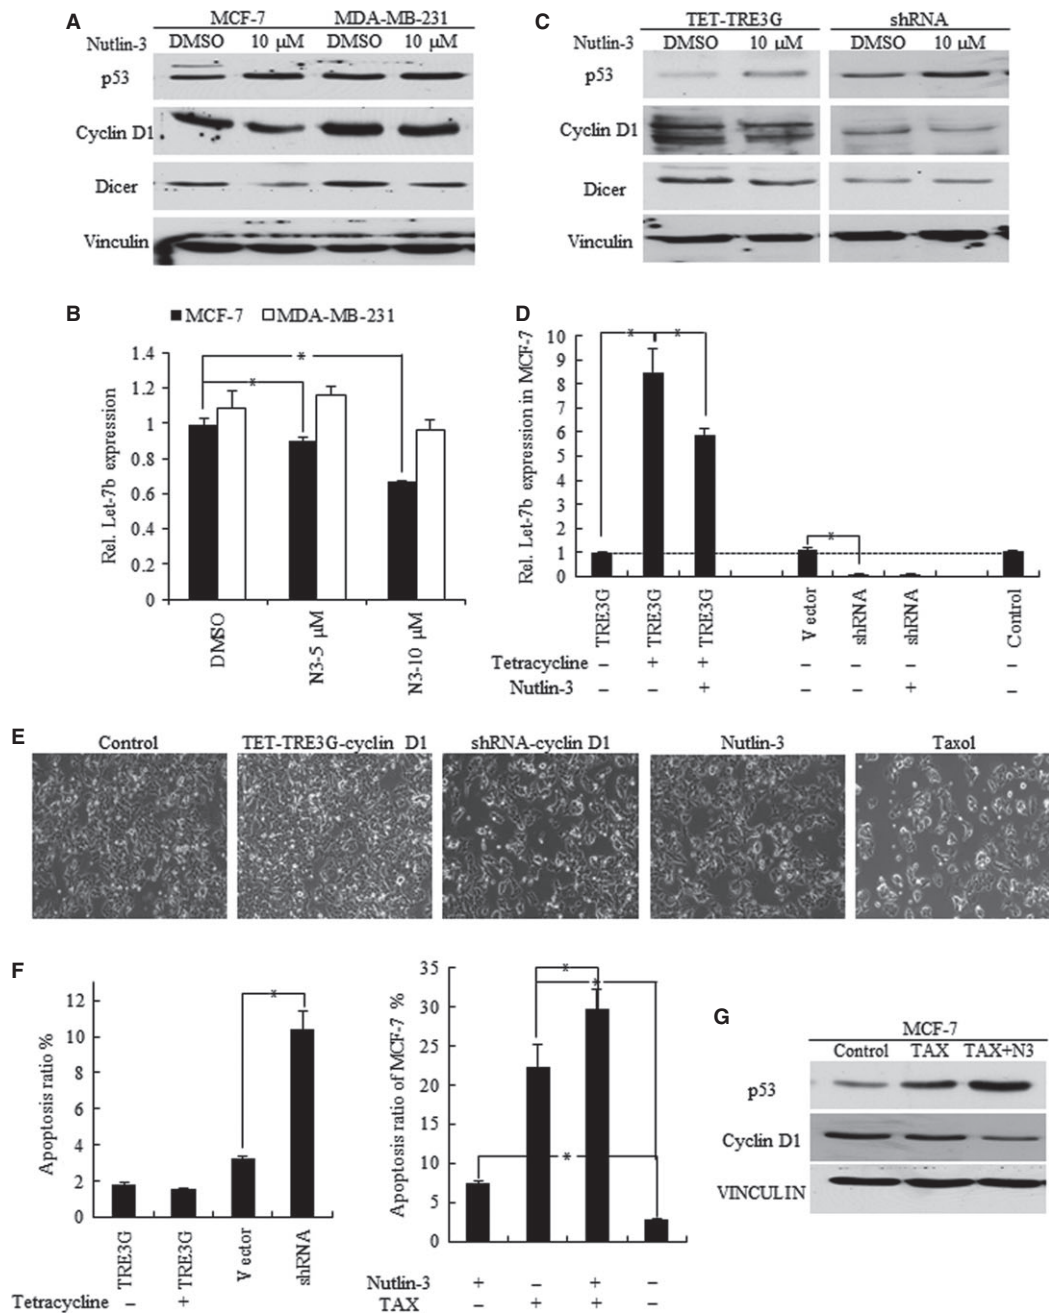 A
MCF-7 MDA-MB-231
Nutlin-3 DMSO 10 μM DMSO 10 μM
p53
Cyclin D1
Dicer
Vinculin
C
TET-TRE3G shRNA
Nutlin-3 DMSO 10 μM DMSO 10 μM
p53
Cyclin D1
Dicer
Vinculin
B
MCF-7 MDA-MB-231
Rel. Let-7b expression
1.4
1.2
1
0.8
0.6
0.4
0.2
0
* *
DMSO
N3-5 μM
N3-10 μM
D
Rel. Let-7b expression in MCF-7
10
9
8
7
6
5
4
3
2
1
0
* * *
TRE3G TRE3G TRE3G Vector shRNA shRNA Control
Tetracycline – + + – – – –
Nutlin-3 – – + – – + –
E
Control TET-TRE3G-cyclin D1 shRNA-cyclin D1 Nutlin-3 Taxol
F
Apoptosis ratio %
12
10
8
6
4
2
0
*
TRE3G TRE3G Vector shRNA
Tetracycline – +
Apoptosis ratio of MCF-7 %
35
30
25
20
15
10
5
0
* * *
Nutlin-3 + – + –
TAX – + + –
G
MCF-7
Control TAX TAX+N3
p53
Cyclin D1
VINCULIN